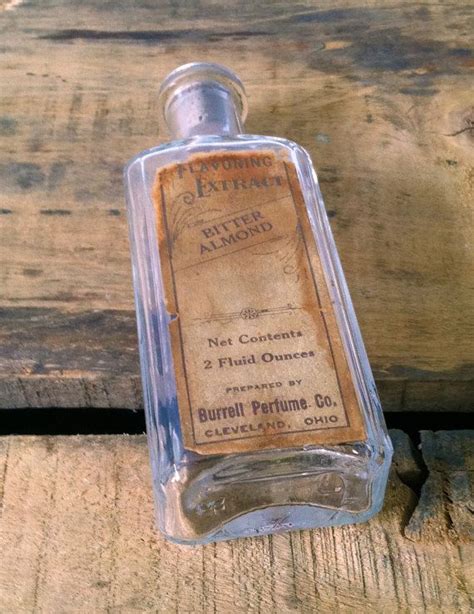 FLAVORING
EXTRACT
BITTER
ALMOND
Net Contents
2 Fluid Ounces
PREPARED BY
Burrell Perfume. Co.
CLEVELAND, OHIO